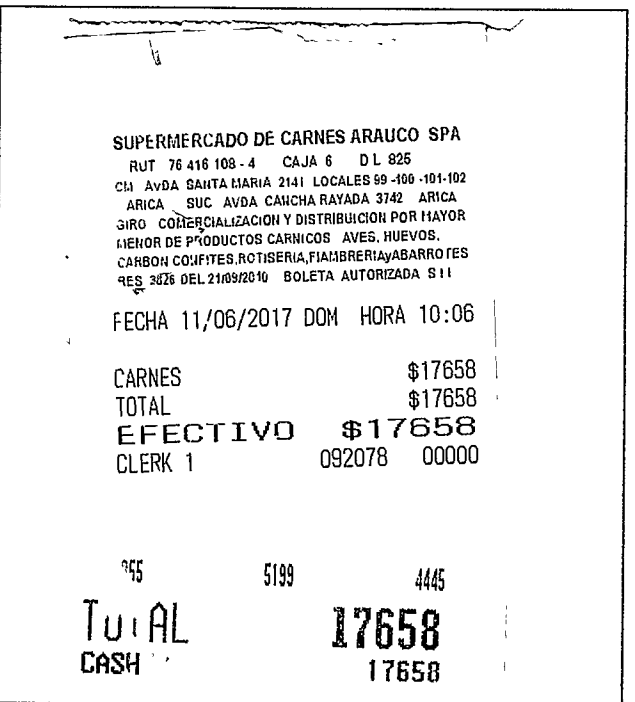 SUPERMERCADO DE CARNES ARAUCO SPA
RUT 76 416 108 - 4 CAJA 6 D L 825
CM AVDA SANTA MARIA 2141 LOCALES 99 -100 -101-102
ARICA SUC AVDA CANCHA RAYADA 3742 ARICA
GIRO COMERCIALIZACION Y DISTRIBUICION POR MAYOR
MENOR DE PRODUCTOS CARNICOS AVES, HUEVOS,
CARBON CONFITES,ROTISERIA,FIAMBRERIAyABARROTES
RES 3826 DEL 21/09/2010 BOLETA AUTORIZADA S I I
FECHA 11/06/2017 DOM HORA 10:06
CARNES $17658
TOTAL $17658
EFECTIVO $17658
CLERK 1 092078 00000
5199 4445
TOTAL 17658
CASH 17658